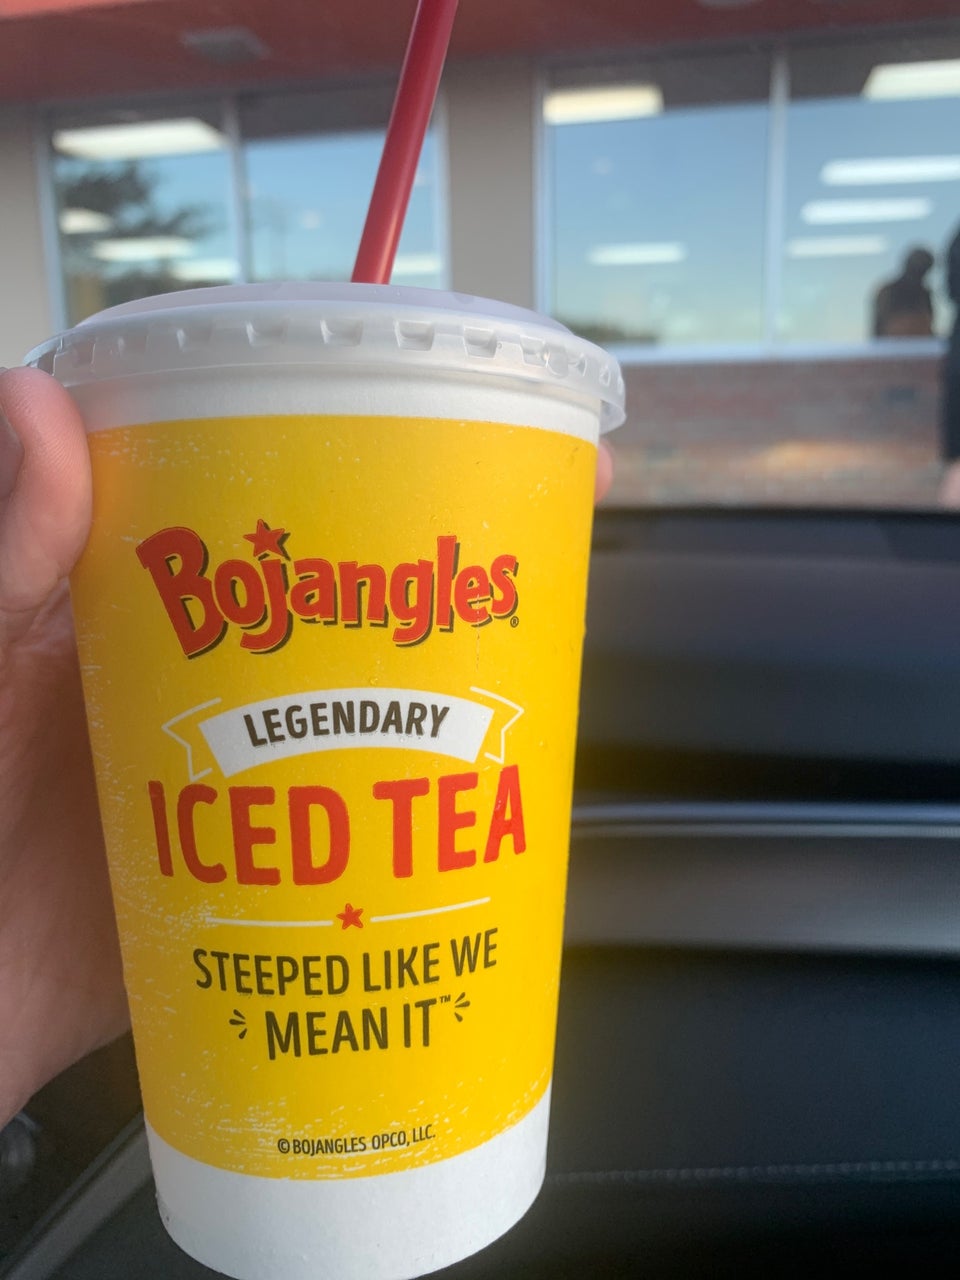 Bojangles®
LEGENDARY
ICED TEA
STEEPED LIKE WE
MEAN IT™
© BOJANGLES OPCO, LLC.